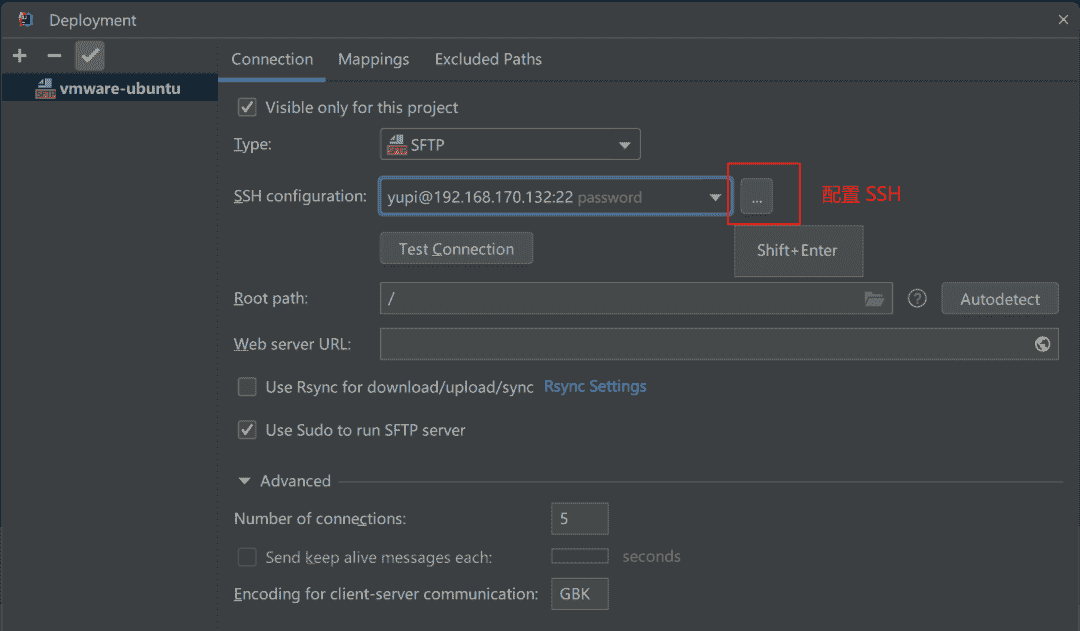 Deployment
Connection Mappings Excluded Paths
vmware-ubuntu
Visible only for this project
Type: SFTP
SSH configuration: yupi@192.168.170.132:22 password ... 配置 SSH
Test Connection Shift+Enter
Root path: / Autodetect
Web server URL:
Use Rsync for download/upload/sync Rsync Settings
Use Sudo to run SFTP server
Advanced
Number of connections: 5
Send keep alive messages each: seconds
Encoding for client-server communication: GBK